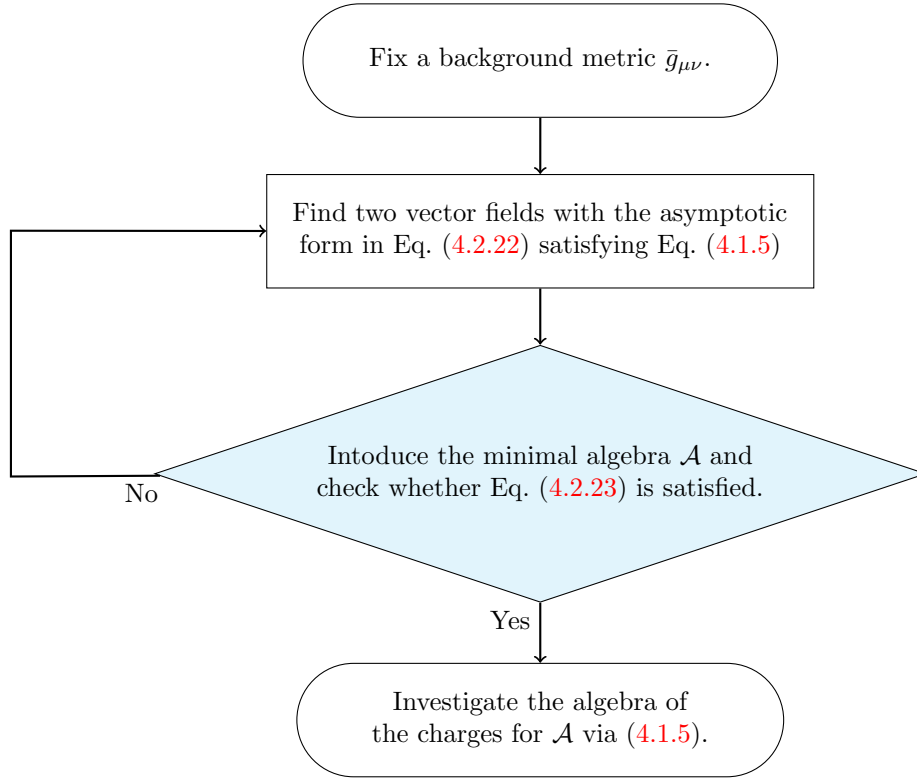 Fix a background metric ḡμν.
Find two vector fields with the asymptotic
form in Eq. (4.2.22) satisfying Eq. (4.1.5)
Intoduce the minimal algebra 𝒜 and
check whether Eq. (4.2.23) is satisfied.
No
Yes
Investigate the algebra of
the charges for 𝒜 via (4.1.5).